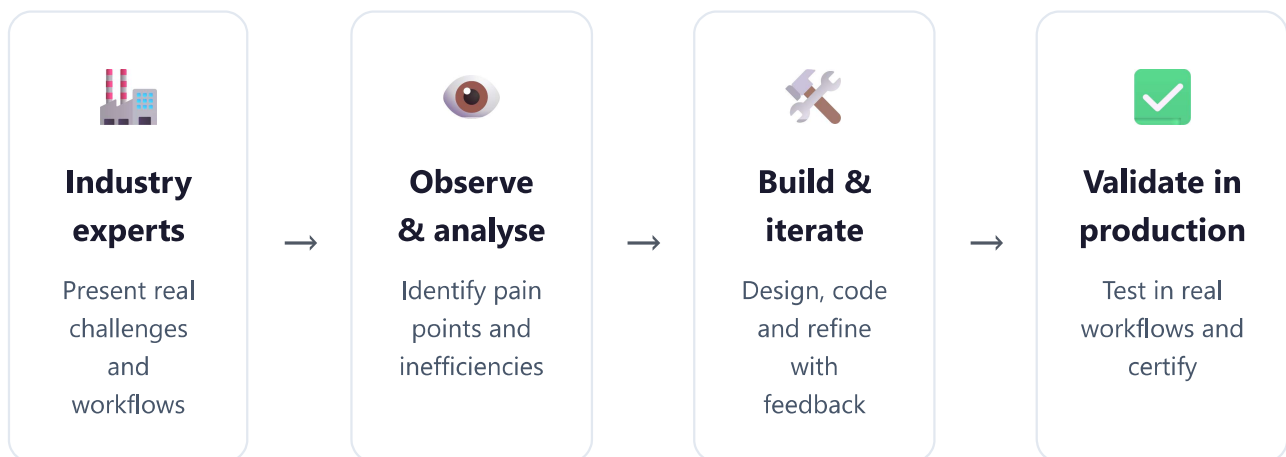 Industry
experts
Present real
challenges
and
workflows
→
Observe
& analyse
Identify pain
points and
inefficiencies
→
Build &
iterate
Design, code
and refine
with
feedback
→
Validate in
production
Test in real
workflows and
certify